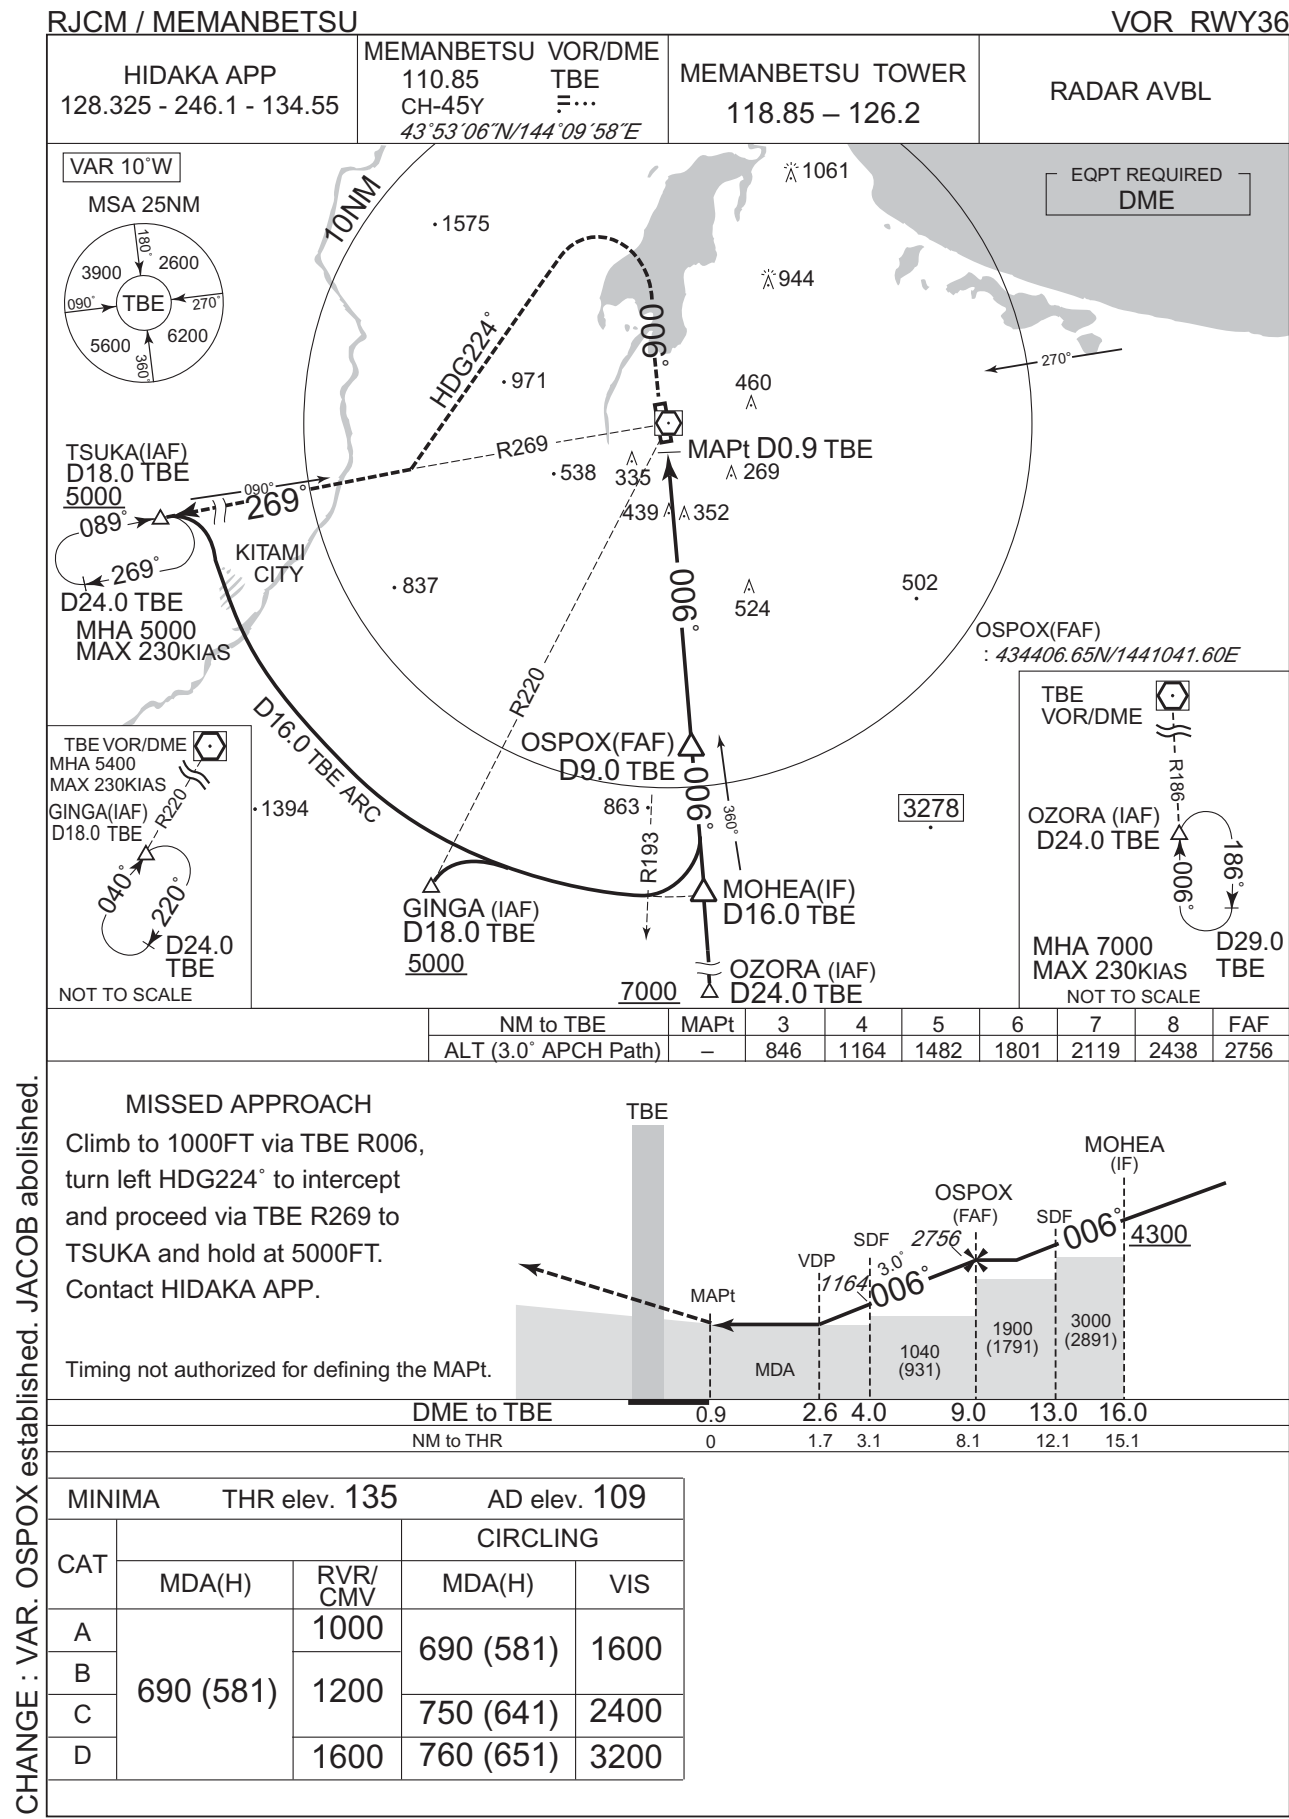 RJCM / MEMANBETSU
VOR RWY36
HIDAKA APP
128.325 - 246.1 - 134.55
MEMANBETSU VOR/DME
110.85 TBE
CH-45Y
43˚53´06˝N/144˚09´58˝E
MEMANBETSU TOWER
118.85 – 126.2
RADAR AVBL
VAR 10˚W
MSA 25NM
180˚
3900
2600
090˚
TBE
270˚
5600
6200
360˚
10NM
1575
1061
EQPT REQUIRED
DME
944
HDG224˚
006˚
971
460
270˚
R269
MAPt D0.9 TBE
538
335
269
439
352
TSUKA(IAF)
D18.0 TBE
5000
090˚
269˚
089˚
269˚
D24.0 TBE
MHA 5000
MAX 230KIAS
KITAMI
CITY
837
006˚
524
502
OSPOX(FAF)
: 434406.65N/1441041.60E
R220
D16.0 TBE ARC
OSPOX(FAF)
D9.0 TBE
006˚
360˚
863
R193
3278
1394
TBE VOR/DME
MHA 5400
MAX 230KIAS
GINGA(IAF)
D18.0 TBE
R220
040˚
220˚
D24.0
TBE
NOT TO SCALE
GINGA (IAF)
D18.0 TBE
5000
MOHEA(IF)
D16.0 TBE
OZORA (IAF)
7000
D24.0 TBE
TBE
VOR/DME
R186
OZORA (IAF)
D24.0 TBE
006˚
186˚
MHA 7000
MAX 230KIAS
D29.0
TBE
NOT TO SCALE
NM to TBE MAPt 3 4 5 6 7 8 FAF
ALT (3.0˚ APCH Path) – 846 1164 1482 1801 2119 2438 2756
MISSED APPROACH
Climb to 1000FT via TBE R006,
turn left HDG224˚ to intercept
and proceed via TBE R269 to
TSUKA and hold at 5000FT.
Contact HIDAKA APP.
Timing not authorized for defining the MAPt.
TBE
MOHEA
(IF)
OSPOX
(FAF)
SDF
006˚
4300
SDF
2756
VDP
3.0˚
1164
006˚
MAPt
MDA
1040
(931)
1900
(1791)
3000
(2891)
DME to TBE 0.9 2.6 4.0 9.0 13.0 16.0
NM to THR 0 1.7 3.1 8.1 12.1 15.1
MINIMA THR elev. 135 AD elev. 109
CAT
CIRCLING
MDA(H)
RVR/
CMV
MDA(H)
VIS
A
1000
690 (581)
1600
B
690 (581)
1200
C
750 (641)
2400
D
1600
760 (651)
3200
CHANGE : VAR. OSPOX established. JACOB abolished.